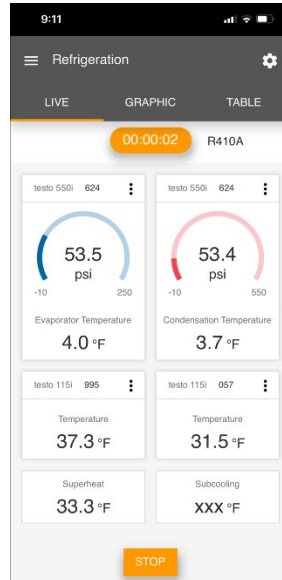 9:11
Refrigeration
LIVE GRAPHIC TABLE
00:00:02 R410A
testo 550i 624 testo 550i 624
53.5 53.4
psi psi
-10 250 -10 550
Evaporator Temperature Condensation Temperature
4.0 °F 3.7 °F
testo 115i 995 testo 115i 057
Temperature Temperature
37.3 °F 31.5 °F
Superheat Subcooling
33.3 °F xxx °F
STOP